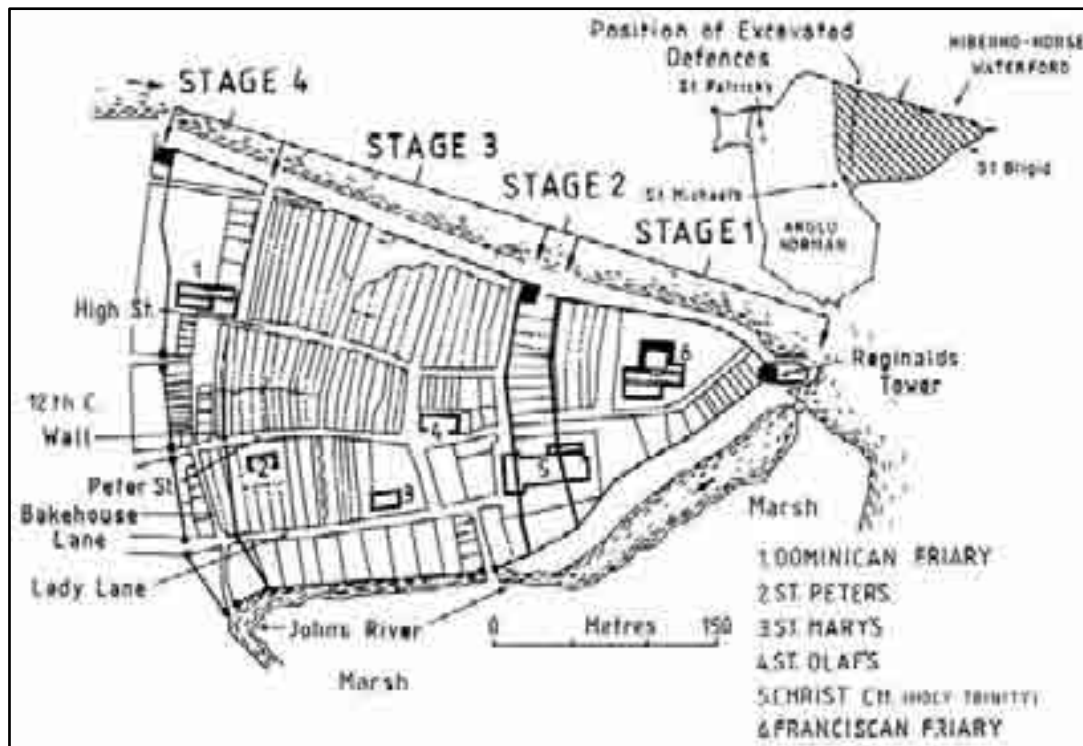 STAGE 4
STAGE 3
STAGE 2
STAGE 1
Position of Excavated
Defences
HIBERNO-NORSE
WATERFORD
St Patricks
St Brigid
St Michaels
ANGLO
NORMAN
Reginalds
Tower
1
High St.
12th C.
Wall
Peter St
Bakehouse
Lane
Lady Lane
2
3
4
5
6
Johns River
Marsh
Marsh
0 Metres 150
1 DOMINICAN FRIARY
2 ST. PETERS
3 ST. MARYS
4 ST. OLAFS
5 CHRIST CH. (HOLY TRINITY)
6 FRANCISCAN FRIARY